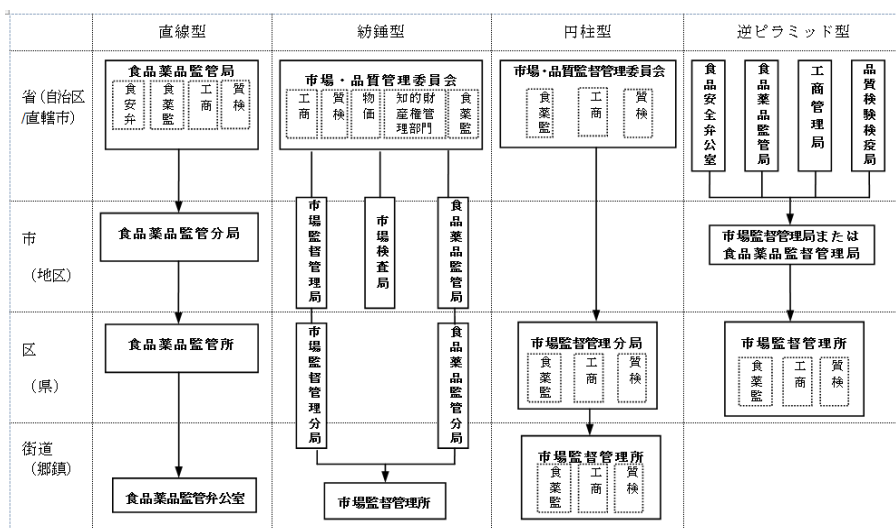 直線型
紡錘型
円柱型
逆ピラミッド型
省(自治区
/直轄市)
食品薬品監管局
食安弁
食薬監
工商
質検
市場・品質管理委員会
工商
質検
物価
知的財
産権管
理部門
食薬監
市場・品質監督管理委員会
食薬監
工商
質検
食品安全弁公室
食品薬品監管局
工商管理局
品質検験検疫局
市
(地区)
食品薬品監管分局
市場監督管理局
市場検査局
食品薬品監管局
市場監督管理局または
食品薬品監督管理局
区
(県)
食品薬品監管所
市場監督管理分局
食品薬品監管分局
市場監督管理分局
食薬監
工商
質検
市場監督管理所
食薬監
工商
質検
街道
(郷鎮)
食品薬品監管弁公室
市場監督管理所
市場監督管理所
食薬監
工商
質検